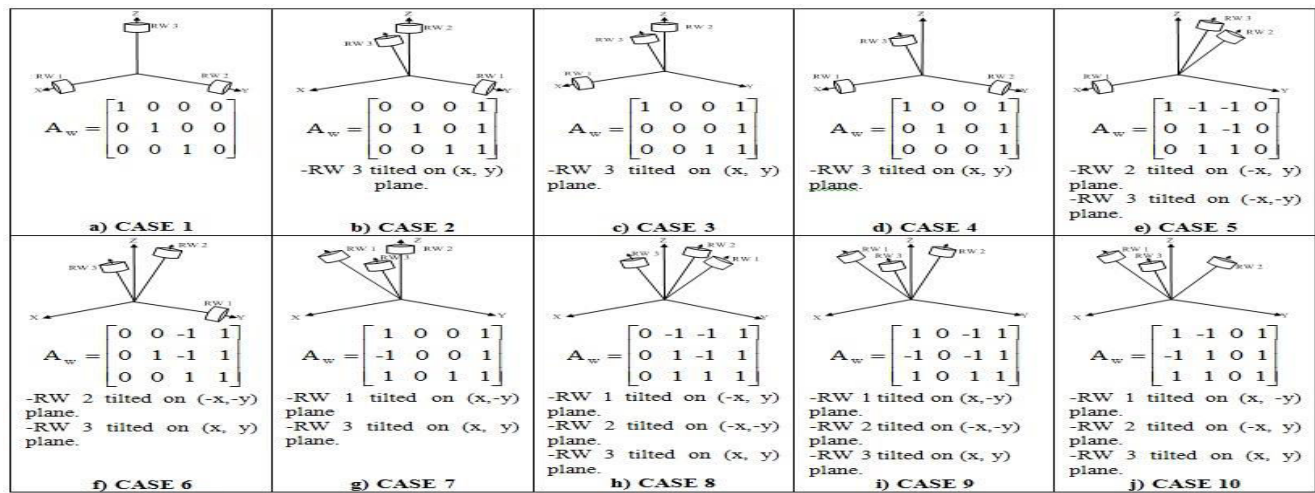 Z
RW 3
RW 1
RW 2
X
Y
1 0 0 0
A_w = 0 1 0 0
0 0 1 0
a) CASE 1
Z
RW 2
RW 3
RW 1
X
Y
0 0 0 1
A_w = 0 1 0 1
0 0 1 1
-RW 3 tilted on (x, y)
plane.
b) CASE 2
Z
RW 2
RW 3
RW 1
X
Y
1 0 0 1
A_w = 0 0 0 1
0 0 1 1
-RW 3 tilted on (x, y)
plane.
c) CASE 3
Z
RW 3
RW 1
RW 2
X
Y
1 0 0 1
A_w = 0 1 0 1
0 0 0 1
-RW 3 tilted on (x, y)
plane.
d) CASE 4
Z
RW 3
RW 2
RW 1
X
Y
1 -1 -1 0
A_w = 0 1 -1 0
0 1 1 0
-RW 2 tilted on (-x, y)
plane.
-RW 3 tilted on (-x,-y)
plane.
e) CASE 5
Z
RW 2
RW 3
RW 1
X
Y
0 0 -1 1
A_w = 0 1 -1 1
0 0 1 1
-RW 2 tilted on (-x,-y)
plane.
-RW 3 tilted on (x, y)
plane.
f) CASE 6
Z
RW 1
RW 2
RW 3
X
Y
1 0 0 1
A_w = -1 0 0 1
1 0 1 1
-RW 1 tilted on (x,-y)
plane
-RW 3 tilted on (x, y)
plane.
g) CASE 7
Z
RW 2
RW 3
RW 1
X
Y
0 -1 -1 1
A_w = 0 1 -1 1
0 1 1 1
-RW 1 tilted on (-x, y)
plane.
-RW 2 tilted on (-x,-y)
plane.
-RW 3 tilted on (x, y)
plane.
h) CASE 8
Z
RW 1
RW 2
RW 3
X
Y
1 0 -1 1
A_w = -1 0 -1 1
1 0 1 1
-RW 1 tilted on (x,-y)
plane.
-RW 2 tilted on (-x,-y)
plane.
-RW 3 tilted on (x, y)
plane.
i) CASE 9
Z
RW 1
RW 3
RW 2
X
Y
1 -1 0 1
A_w = -1 1 0 1
1 1 0 1
-RW 1 tilted on (x, -y)
plane.
-RW 2 tilted on (-x, y)
plane.
-RW 3 tilted on (x, y)
plane.
j) CASE 10